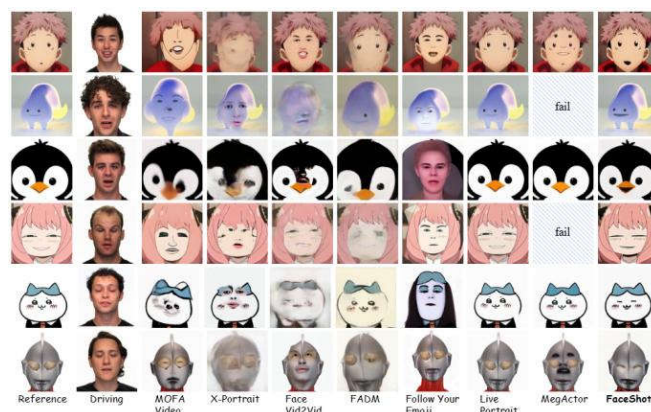 fail
fail
Reference Driving MOFA X-Portrait Face FADM Follow Your Live MegActor FaceShot
Video Vid2Vid Emoji Portrait